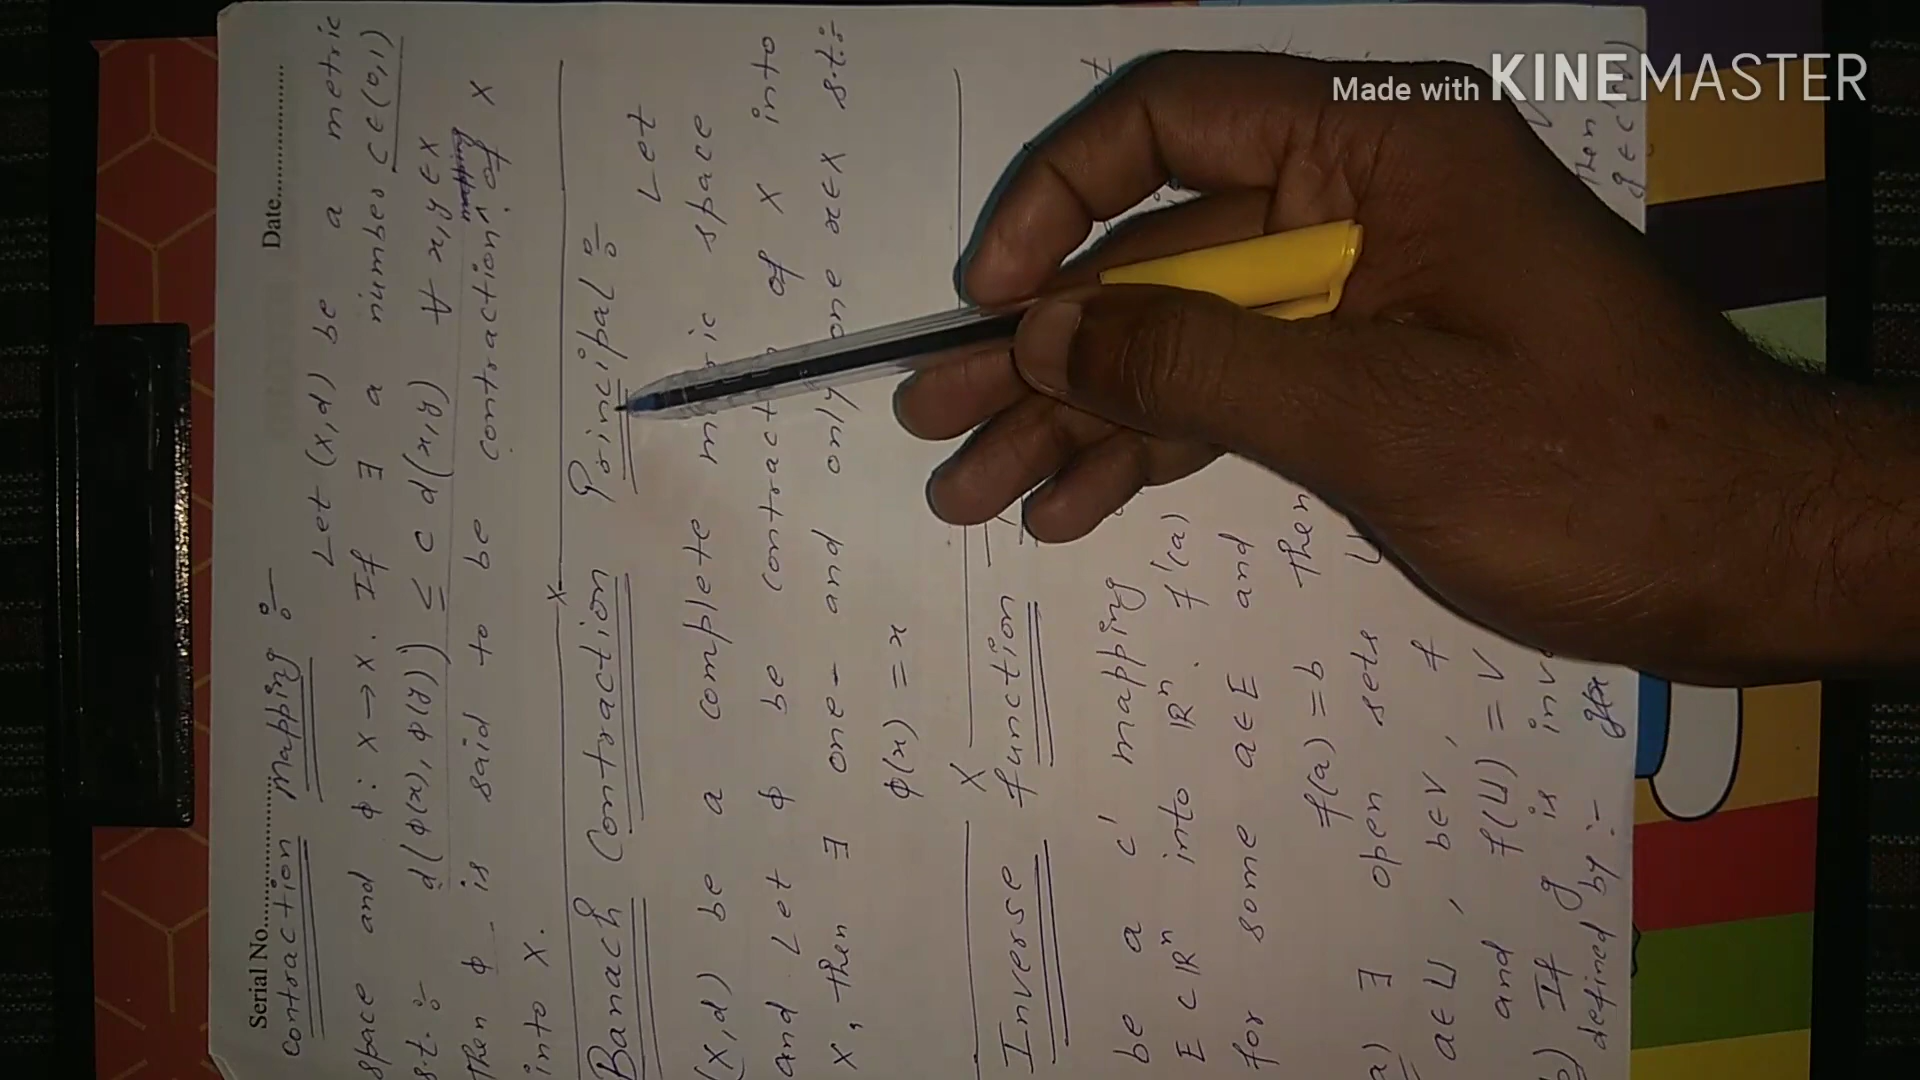 Made with KINEMASTER
Serial No. Date
contraction mapping :-
Let (X,d) be a metric
space and φ : X → X. If ∃ a number c ∈ (0,1)
s.t. :- d(φ(x), φ(y)) ≤ c d(x,y) ∀ x,y ∈ X
Then φ is said to be contraction mapping of X
into X.
X
Banach Contraction Principal :-
Let
(X,d) be a complete space
and Let φ be of X into
X, then ∃ one- and only one x∈X s.t. :-
φ(x) = x
X
Inverse function
be a c' mapping
E ⊂ ℝⁿ into ℝⁿ. f'(a)
for some a∈E and
f(a) = b Then
a) ∃ open sets U
a∈U, b∈V, f
and f(U) = V
b) If g is
defined by :-